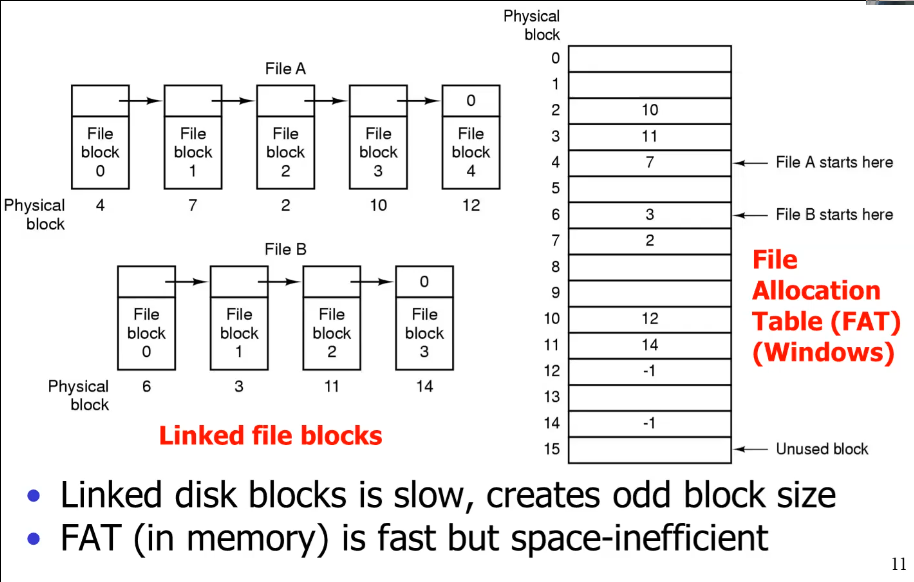 File A
0
File File File File File
block block block block block
0 1 2 3 4
Physical 4 7 2 10 12
block
File B
0
File File File File
block block block block
0 1 2 3
Physical 6 3 11 14
block
Linked file blocks
Physical
block
0
1
2 10
3 11
4 7 File A starts here
5
6 3 File B starts here
7 2
8
9
10 12
11 14
12 -1
13
14 -1
15 Unused block
File
Allocation
Table (FAT)
(Windows)
• Linked disk blocks is slow, creates odd block size
• FAT (in memory) is fast but space-inefficient
11